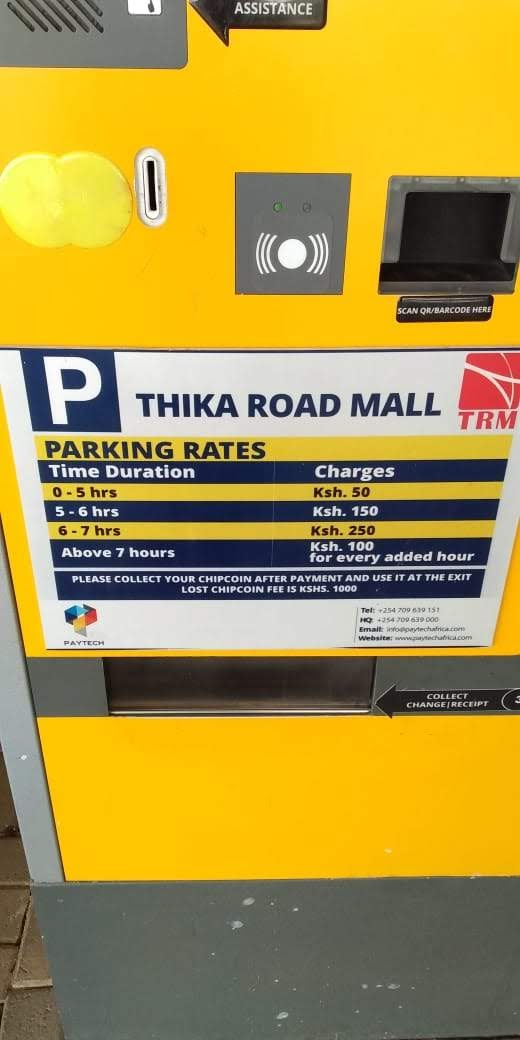 ASSISTANCE
SCAN QR/BARCODE HERE
P
THIKA ROAD MALL
TRM
PARKING RATES
Time Duration Charges
0 - 5 hrs Ksh. 50
5 - 6 hrs Ksh. 150
6 - 7 hrs Ksh. 250
Above 7 hours Ksh. 100
for every added hour
PLEASE COLLECT YOUR CHIPCOIN AFTER PAYMENT AND USE IT AT THE EXIT
LOST CHIPCOIN FEE IS KSHS. 1000
PAYTECH
Tel: +254 709 639 151
HQ: +254 709 639 000
Email: info@paytechafrica.com
Website: www.paytechafrica.com
COLLECT
CHANGE|RECEIPT